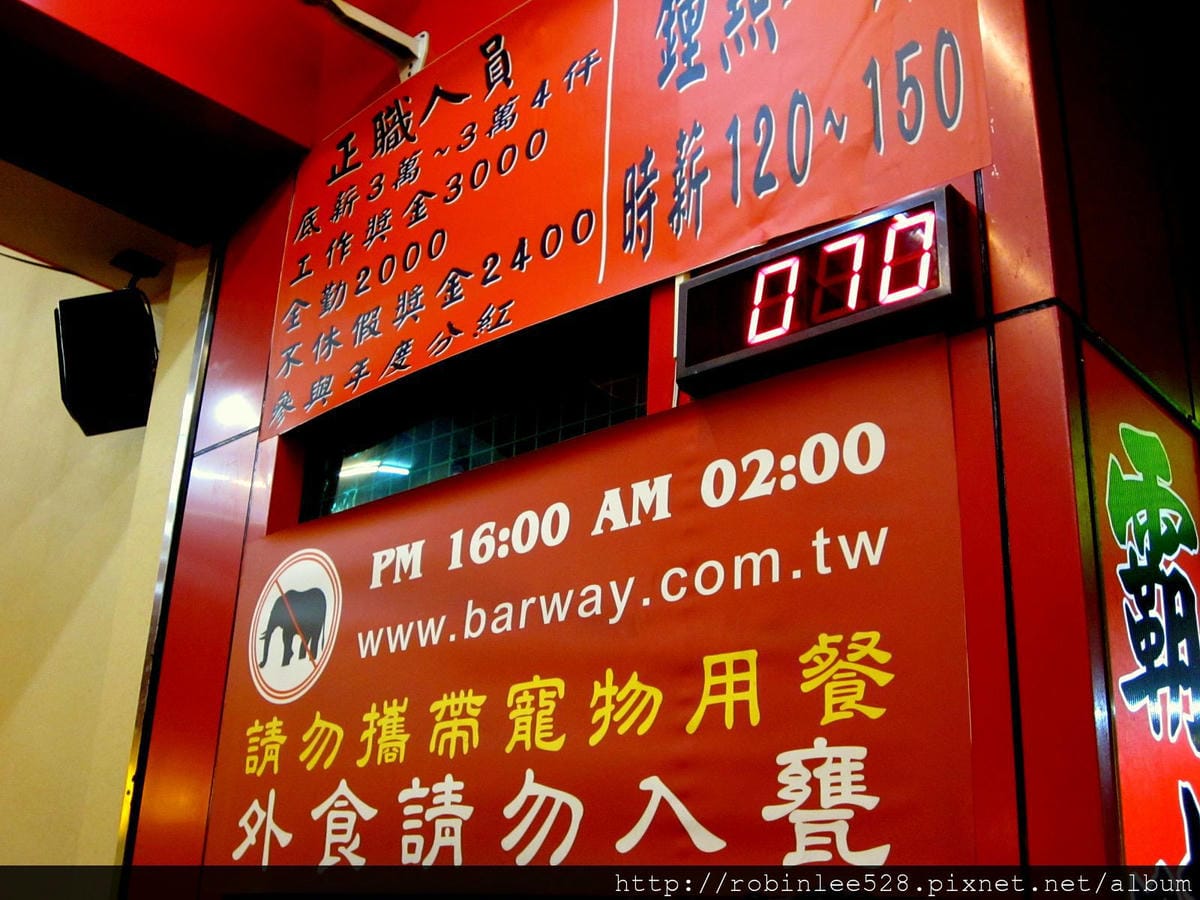 正職人員
底薪3萬~3萬4仟
工作獎金3000
全勤2000
不休假獎金2400
參與年度分紅
鐘點
時薪120~150
070
PM 16:00 AM 02:00
www.barway.com.tw
請勿攜帶寵物用餐
外食請勿入甕
霸
http://robinlee528.pixnet.net/album